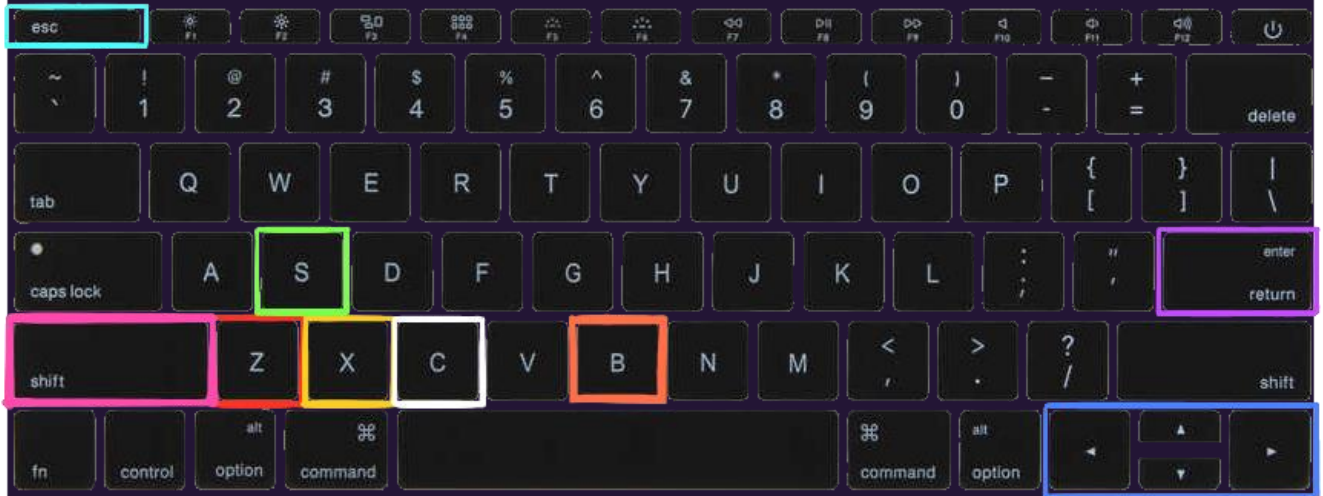 esc F1 F2 F3 F4 F5 F6 F7 F8 F9 F10 F11 F12
~ ! @ # $ % ^ & * ( ) – +
` 1 2 3 4 5 6 7 8 9 0 - = delete
tab Q W E R T Y U I O P { [ } ] | \
caps lock A S D F G H J K L : ; " ' enter return
shift Z X C V B N M < , > . ? / shift
fn control alt option ⌘ command ⌘ command alt option ◄ ▲ ▼ ►